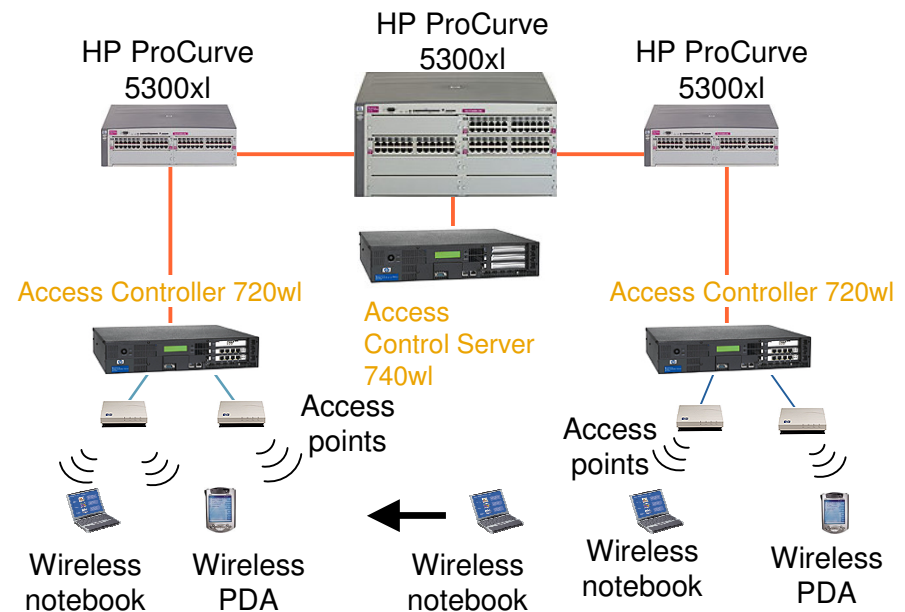 HP ProCurve
5300xl
HP ProCurve
5300xl
HP ProCurve
5300xl
Access Controller 720wl
Access
Control Server
740wl
Access Controller 720wl
Access
points
Access
points
Wireless
notebook
Wireless
PDA
Wireless
notebook
Wireless
notebook
Wireless
PDA